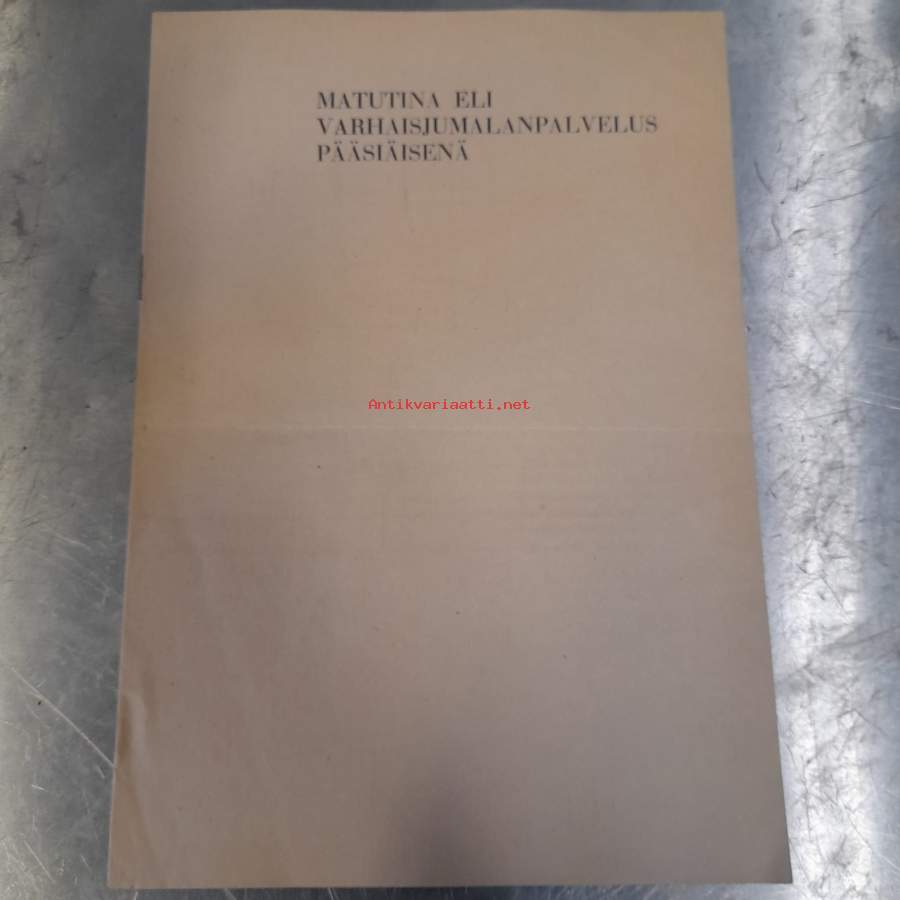 MATUTINA ELI
VARHAISJUMALANPALVELUS
PÄÄSIÄISENÄ
Antikvariaatti.net